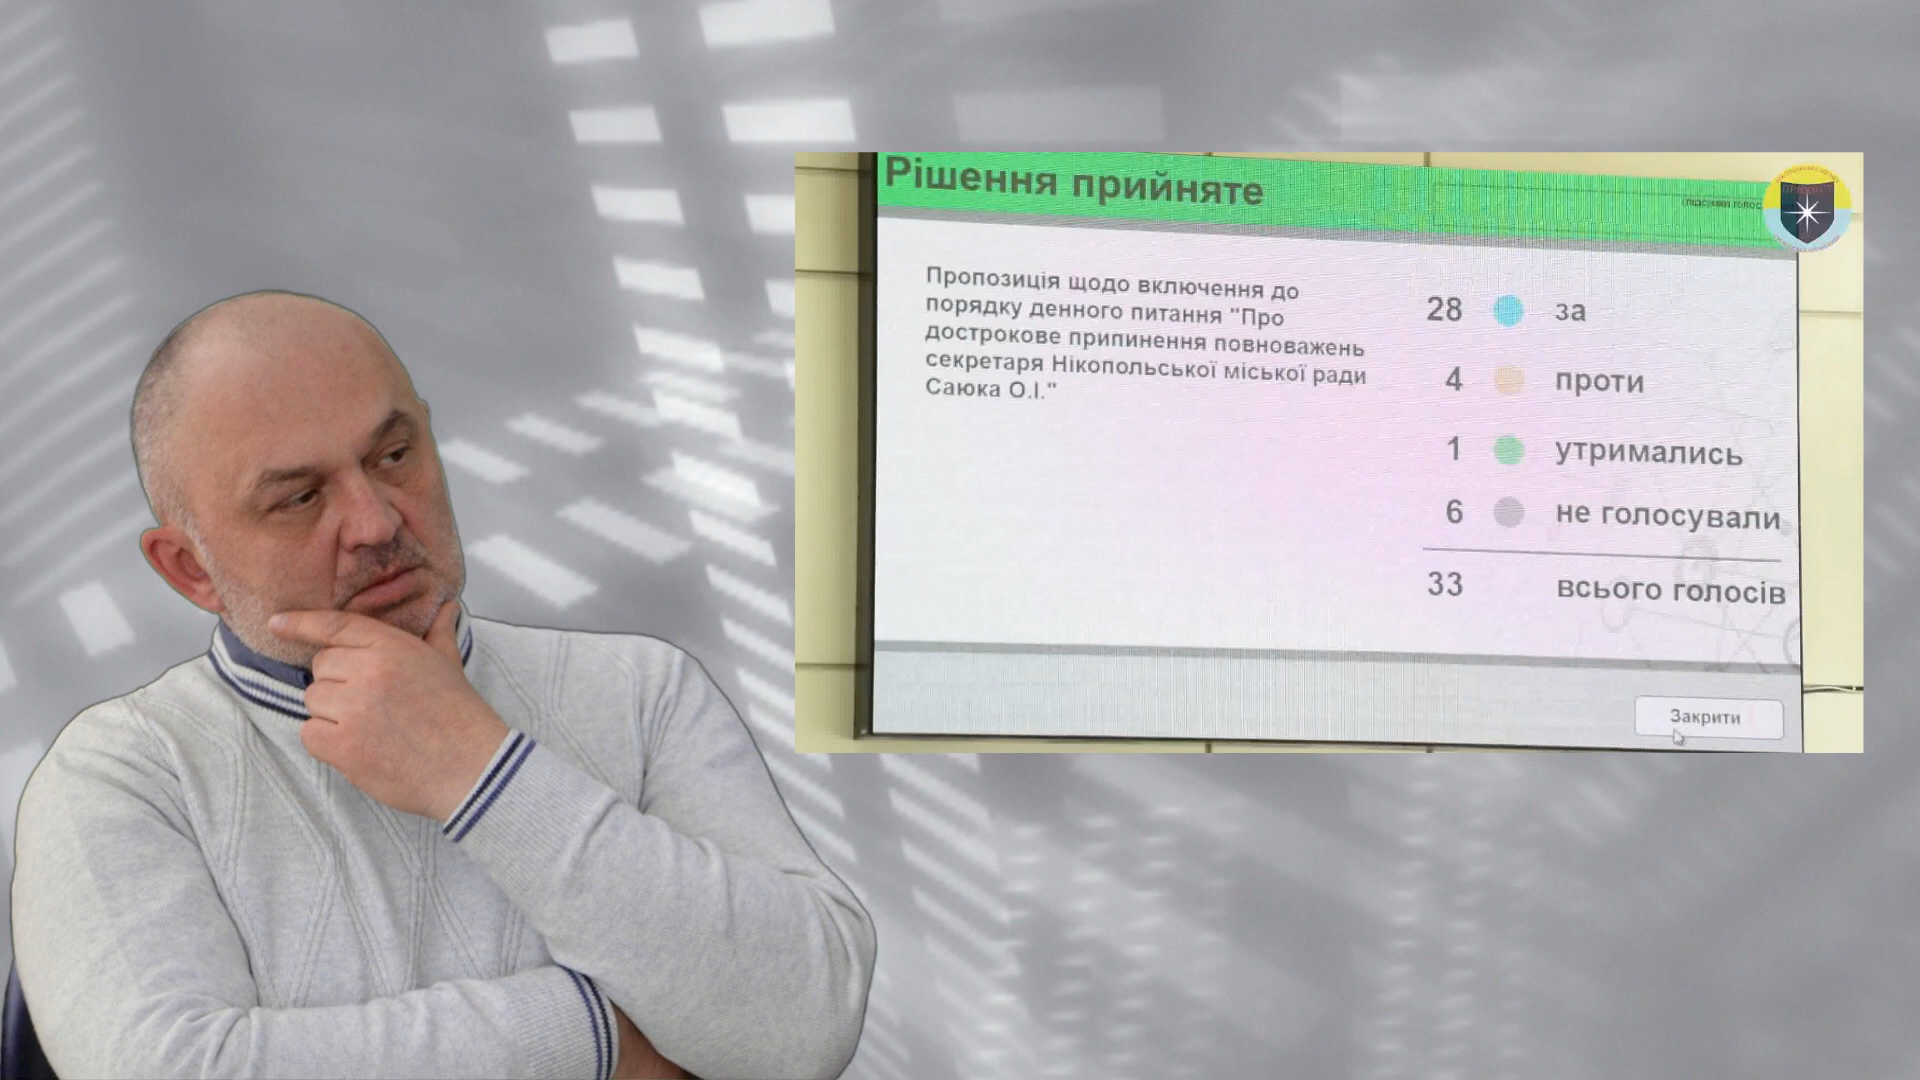 Рішення прийняте
Пропозиція щодо включення до
порядку денного питання "Про
дострокове припинення повноважень
секретаря Нікопольської міської ради
Саюка О.І."
28 за
4 проти
1 утримались
6 не голосували
33 всього голосів
Закрити